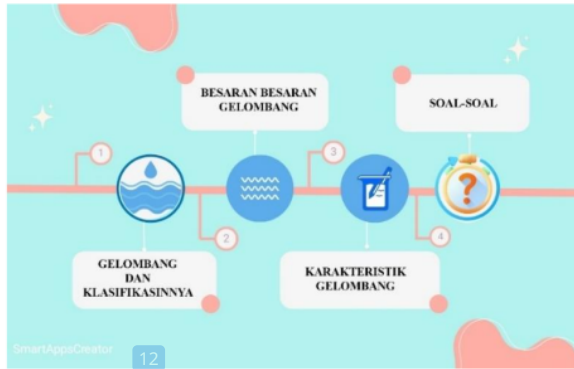 1
GELOMBANG
DAN
KLASIFIKASINNYA
2
BESARAN BESARAN
GELOMBANG
3
KARAKTERISTIK
GELOMBANG
4
SOAL-SOAL
?
SmartAppsCreator
12